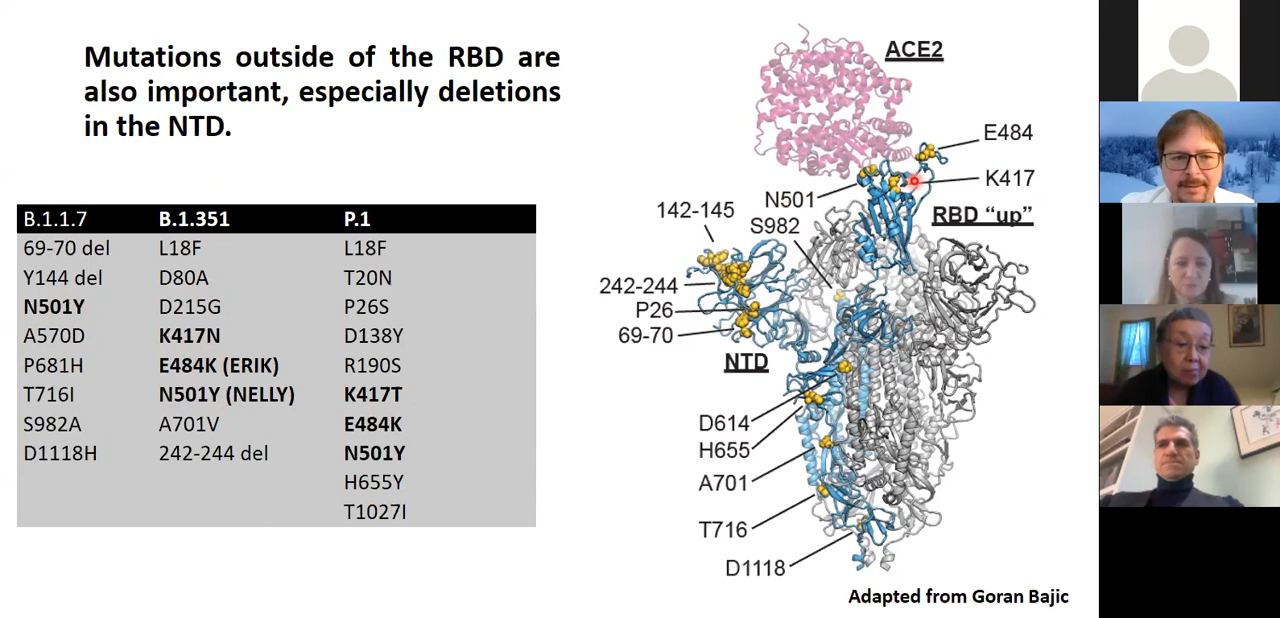 Mutations outside of the RBD are
also important, especially deletions
in the NTD.
B.1.1.7 B.1.351 P.1
69-70 del L18F L18F
Y144 del D80A T20N
N501Y D215G P26S
A570D K417N D138Y
P681H E484K (ERIK) R190S
T716I N501Y (NELLY) K417T
S982A A701V E484K
D1118H 242-244 del N501Y
H655Y
T1027I
ACE2
E484
K417
N501
RBD “up”
142-145
S982
242-244
P26
69-70
NTD
D614
H655
A701
T716
D1118
Adapted from Goran Bajic